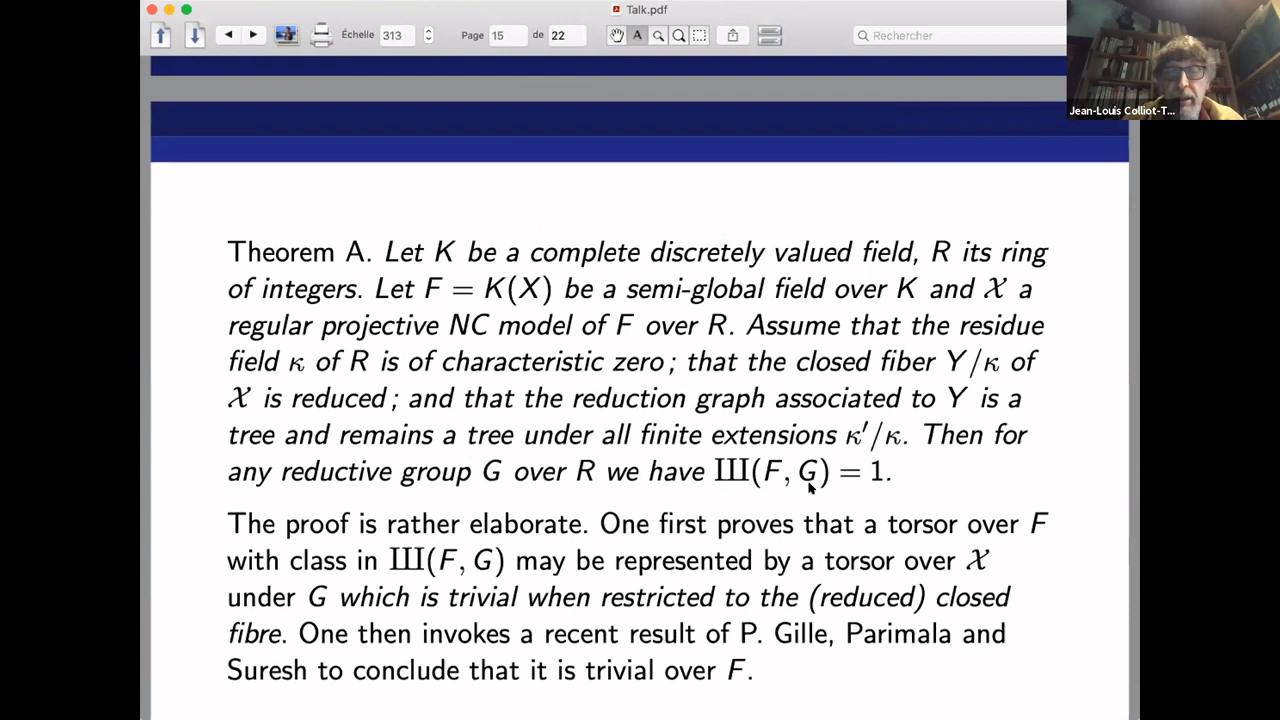 Talk.pdf
Échelle 313 Page 15 de 22 Rechercher
Jean-Louis Colliot-T...
Theorem A. Let K be a complete discretely valued field, R its ring
of integers. Let F = K(X) be a semi-global field over K and 𝒳 a
regular projective NC model of F over R. Assume that the residue
field κ of R is of characteristic zero ; that the closed fiber Y/κ of
𝒳 is reduced ; and that the reduction graph associated to Y is a
tree and remains a tree under all finite extensions κ′/κ. Then for
any reductive group G over R we have Ш(F, G) = 1.
The proof is rather elaborate. One first proves that a torsor over F
with class in Ш(F, G) may be represented by a torsor over 𝒳
under G which is trivial when restricted to the (reduced) closed
fibre. One then invokes a recent result of P. Gille, Parimala and
Suresh to conclude that it is trivial over F.